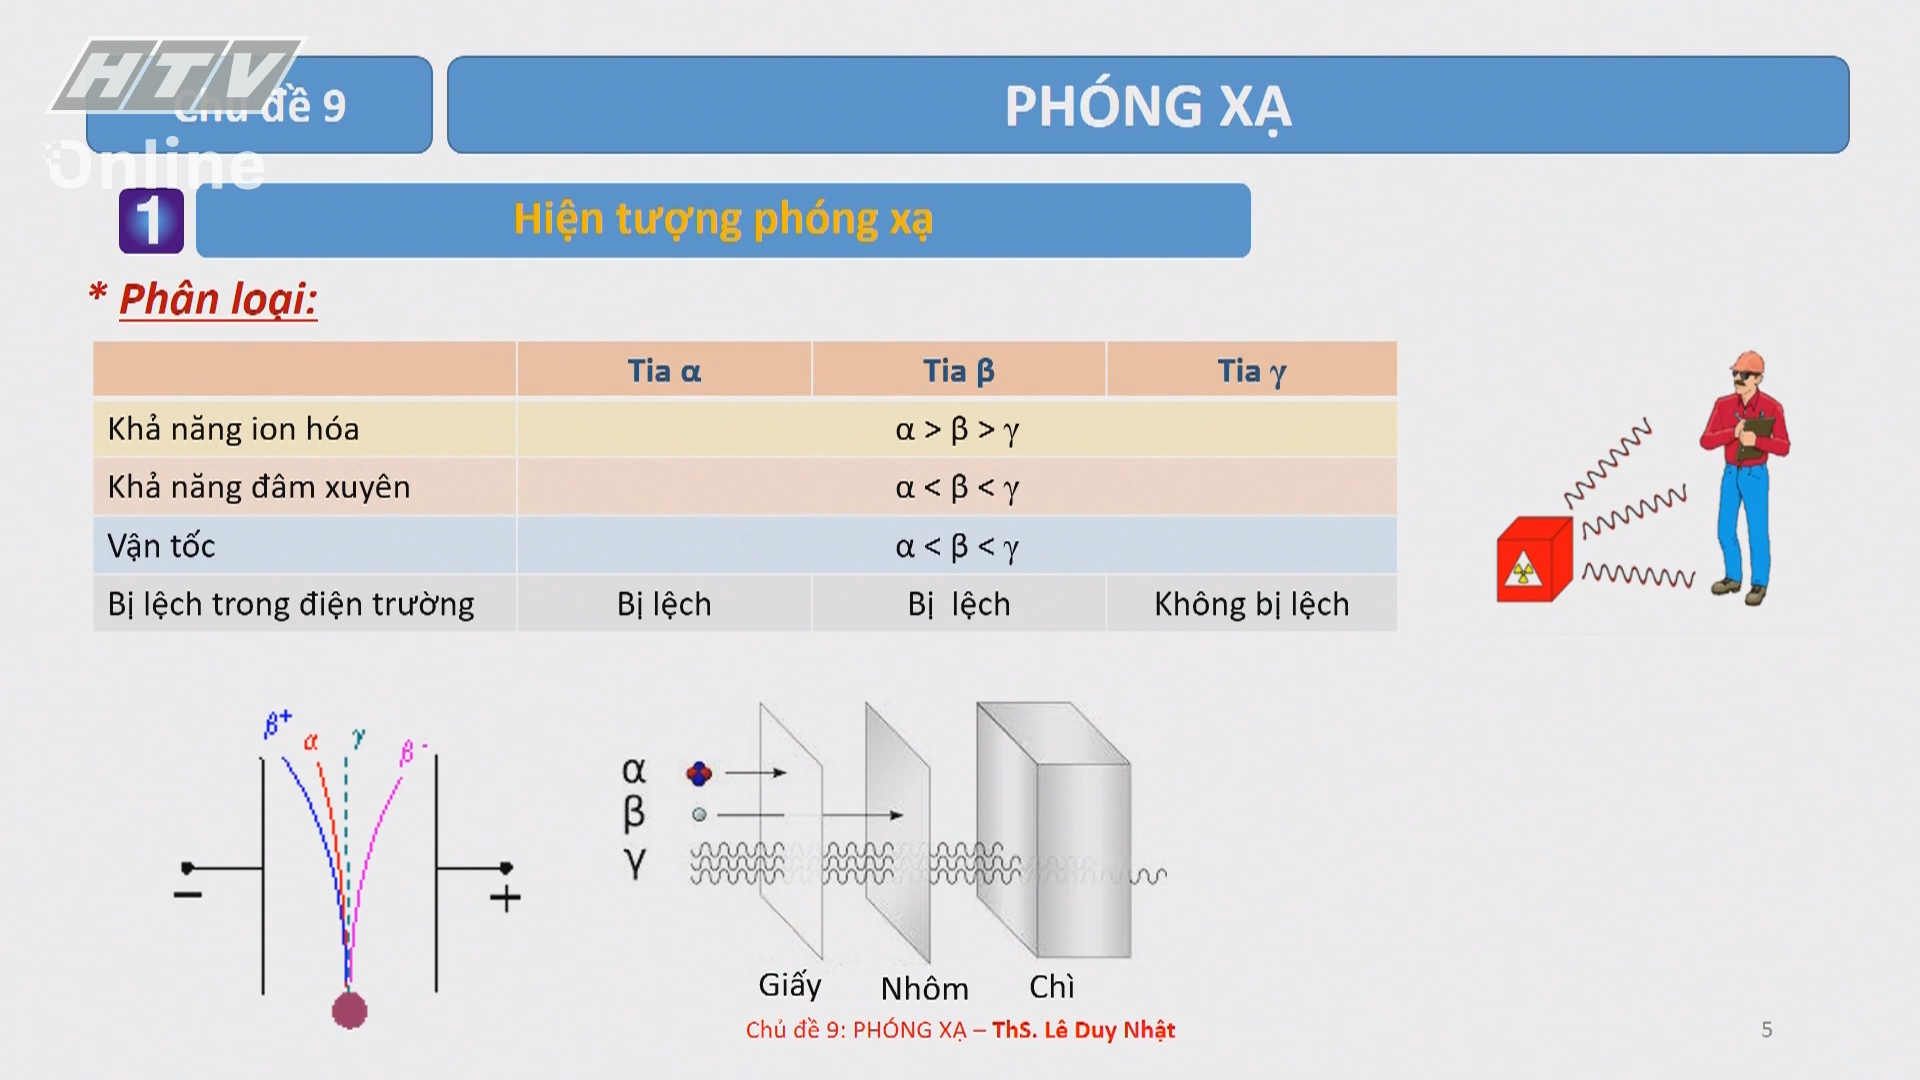 HTV
Online
Chủ đề 9
PHÓNG XẠ
1
Hiện tượng phóng xạ
* Phân loại:
Tia α Tia β Tia γ
Khả năng ion hóa α > β > γ
Khả năng đâm xuyên α < β < γ
Vận tốc α < β < γ
Bị lệch trong điện trường Bị lệch Bị lệch Không bị lệch
β+ α γ β-
− +
α
β
γ
Giấy Nhôm Chì
Chủ đề 9: PHÓNG XẠ – ThS. Lê Duy Nhật
5